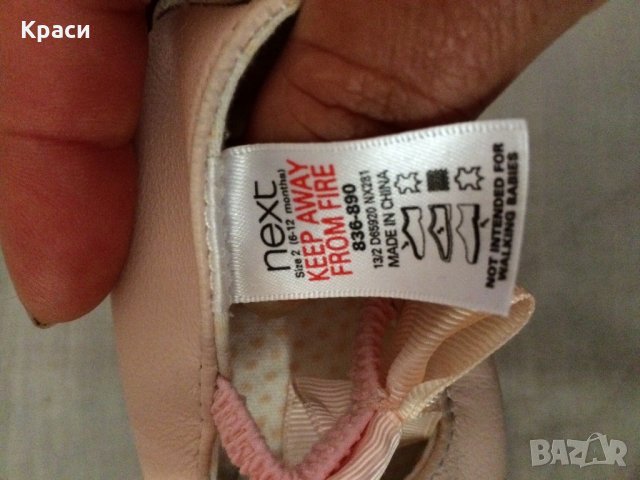 Краси
next
Size 2 (6-12 months)
KEEP AWAY
FROM FIRE
836-890
13/2 D65920 NX281
MADE IN CHINA
NOT INTENDED FOR
WALKING BABIES
BAZAR